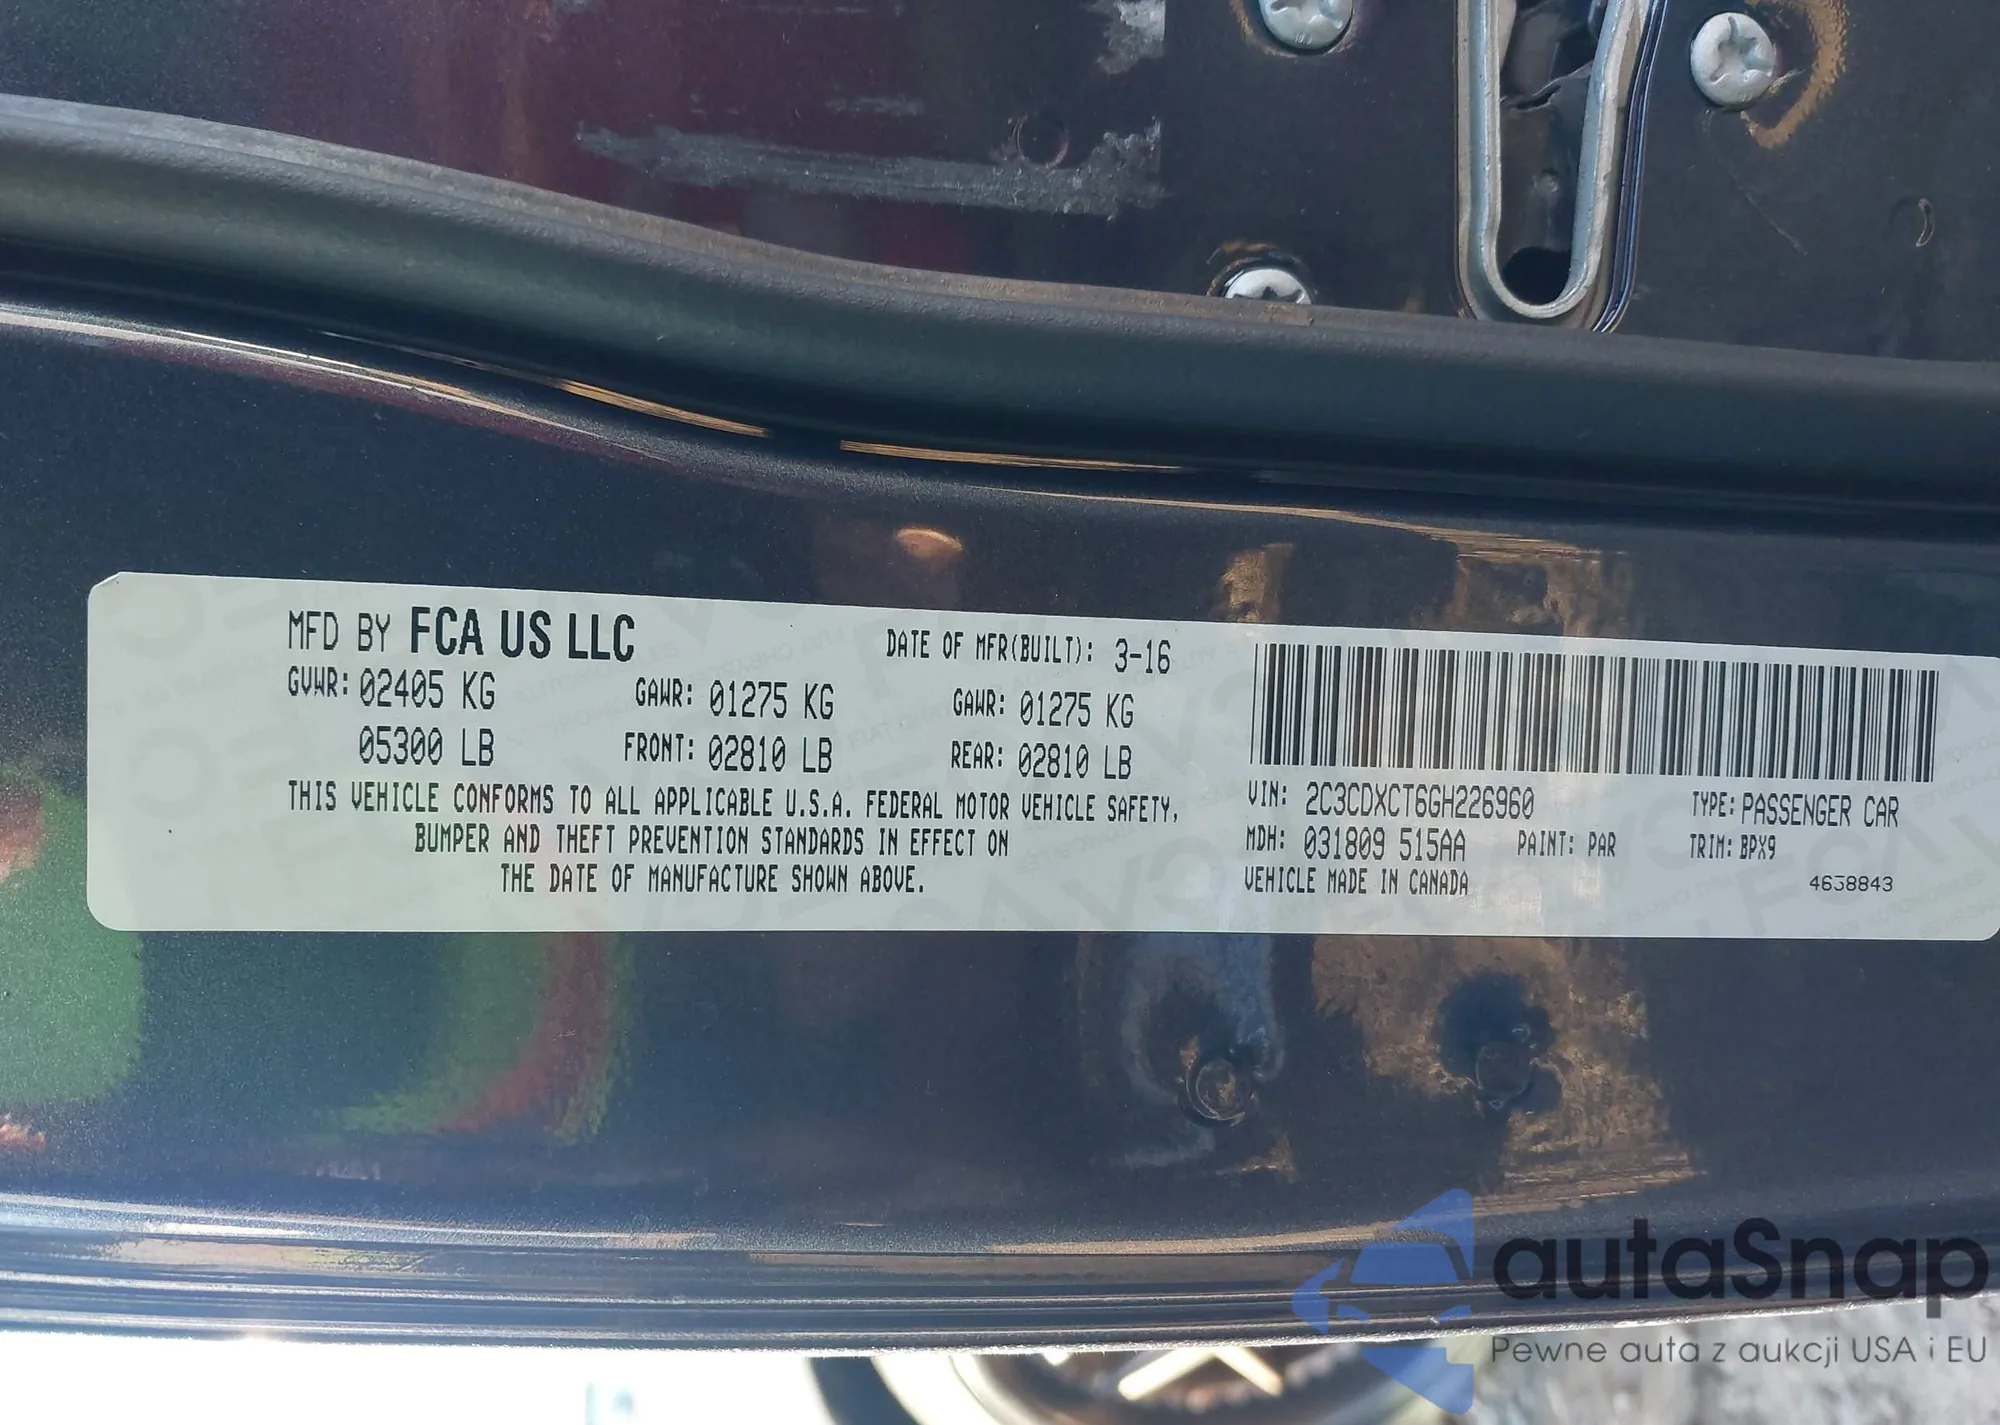 MFD BY FCA US LLC DATE OF MFR(BUILT): 3-16
GVWR: 02405 KG GAWR: 01275 KG GAWR: 01275 KG
05300 LB FRONT: 02810 LB REAR: 02810 LB
THIS VEHICLE CONFORMS TO ALL APPLICABLE U.S.A. FEDERAL MOTOR VEHICLE SAFETY,
BUMPER AND THEFT PREVENTION STANDARDS IN EFFECT ON
THE DATE OF MANUFACTURE SHOWN ABOVE.
VIN: 2C3CDXCT6GH226960 TYPE: PASSENGER CAR
MDH: 031809 515AA PAINT: PAR TRIM: BPX9
VEHICLE MADE IN CANADA 4638843
autaSnap
Pewne auta z aukcji USA i EU